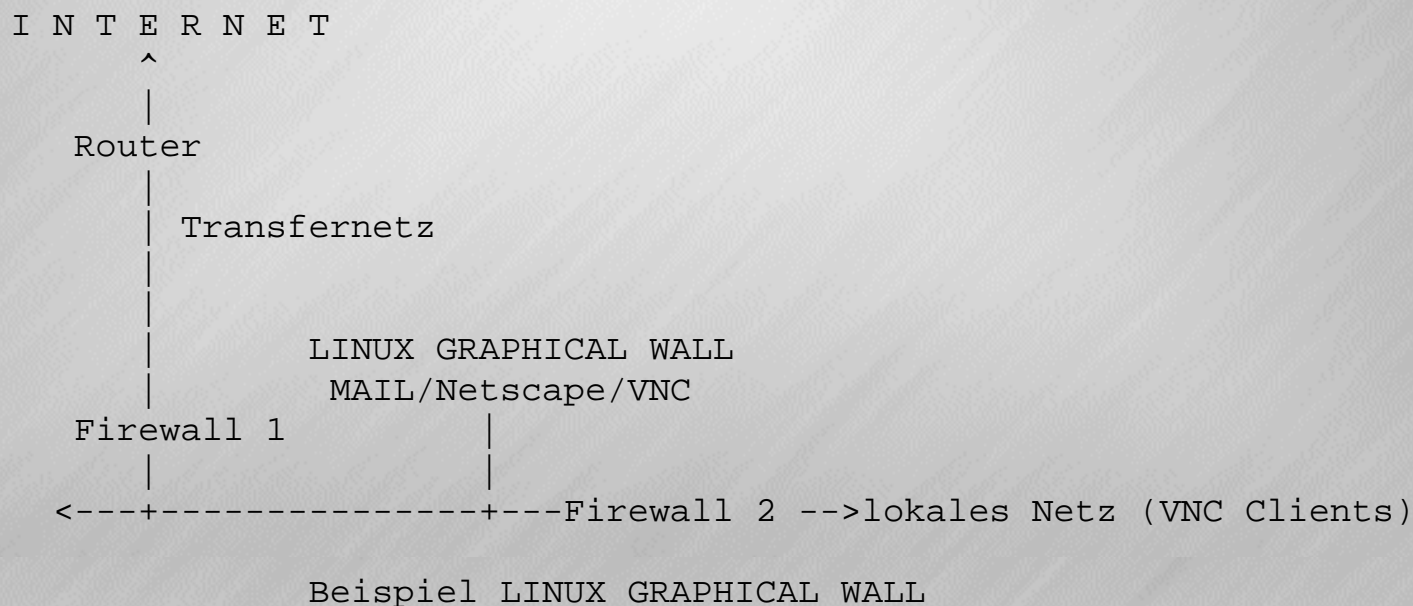 I N T E R N E T
^
|
Router
|
| Transfernetz
|
|
| LINUX GRAPHICAL WALL
| MAIL/Netscape/VNC
Firewall 1 |
| |
<---+---------------+---Firewall 2 -->lokales Netz (VNC Clients)
Beispiel LINUX GRAPHICAL WALL